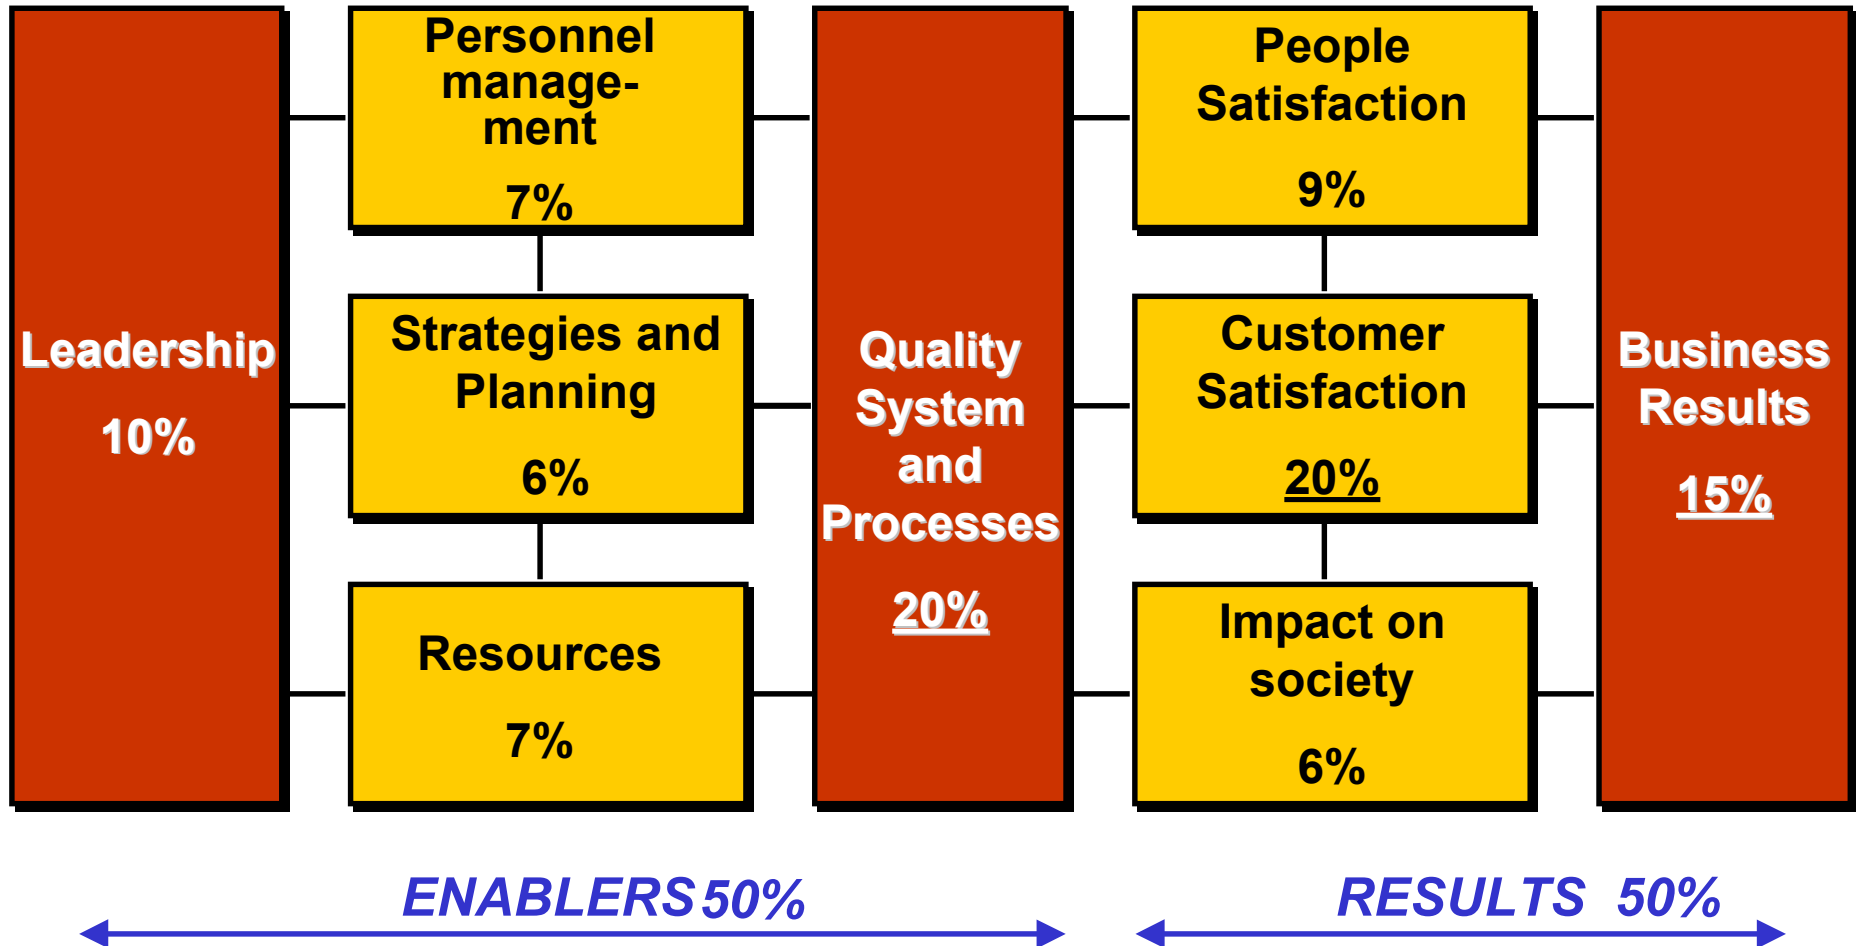 Leadership
10%
Personnel
manage-
ment
7%
Strategies and
Planning
6%
Resources
7%
Quality
System
and
Processes
20%
People
Satisfaction
9%
Customer
Satisfaction
20%
Impact on
society
6%
Business
Results
15%
ENABLERS 50%
RESULTS 50%